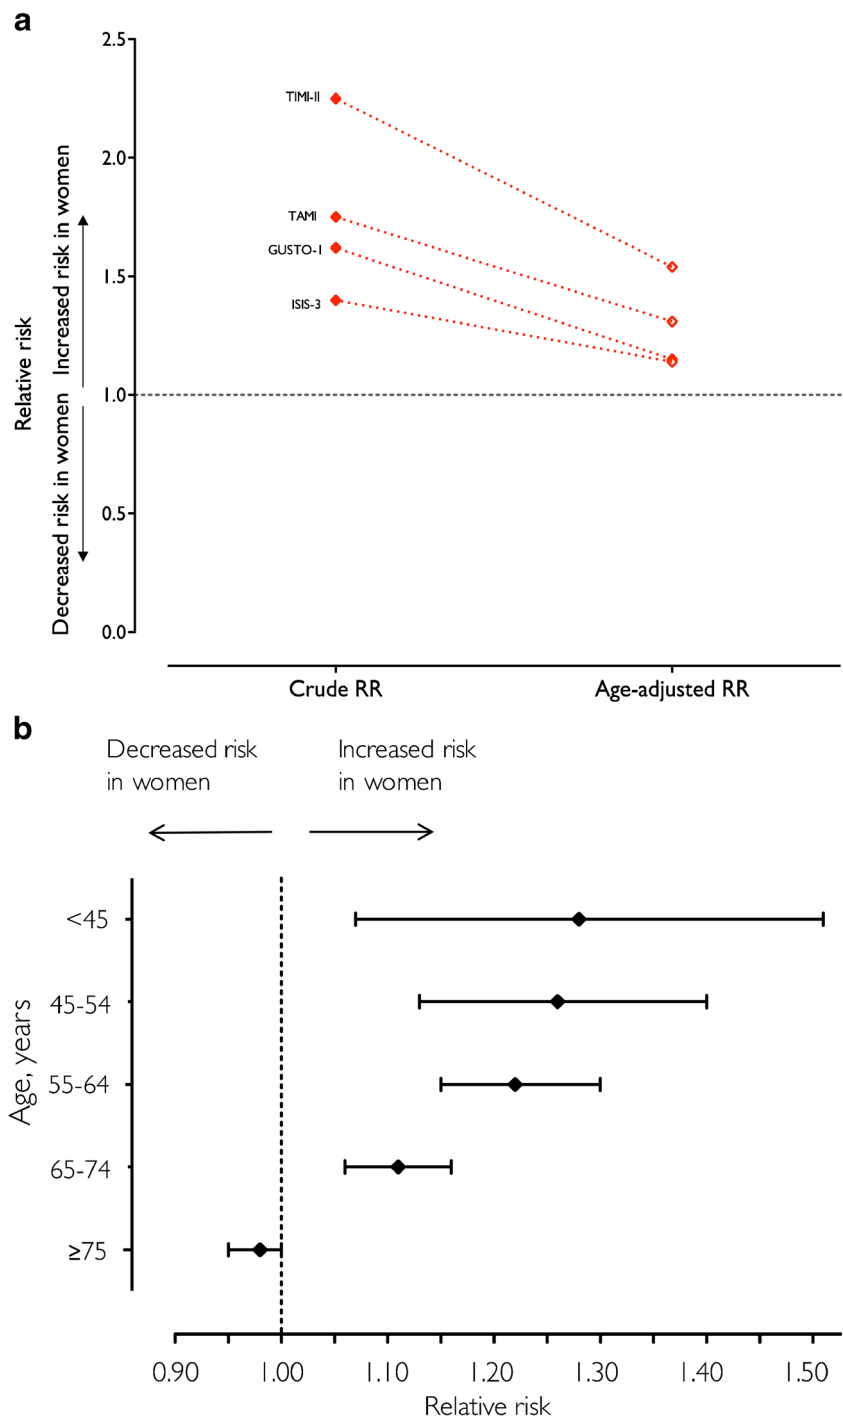 a
2.5
2.0
1.5
1.0
0.5
0.0
Relative risk
Decreased risk in women Increased risk in women
TIMI-II
TAMI
GUSTO-I
ISIS-3
Crude RR
Age-adjusted RR
b
Decreased risk
in women
Increased risk
in women
Age, years
<45
45-54
55-64
65-74
≥75
0.90 1.00 1.10 1.20 1.30 1.40 1.50
Relative risk